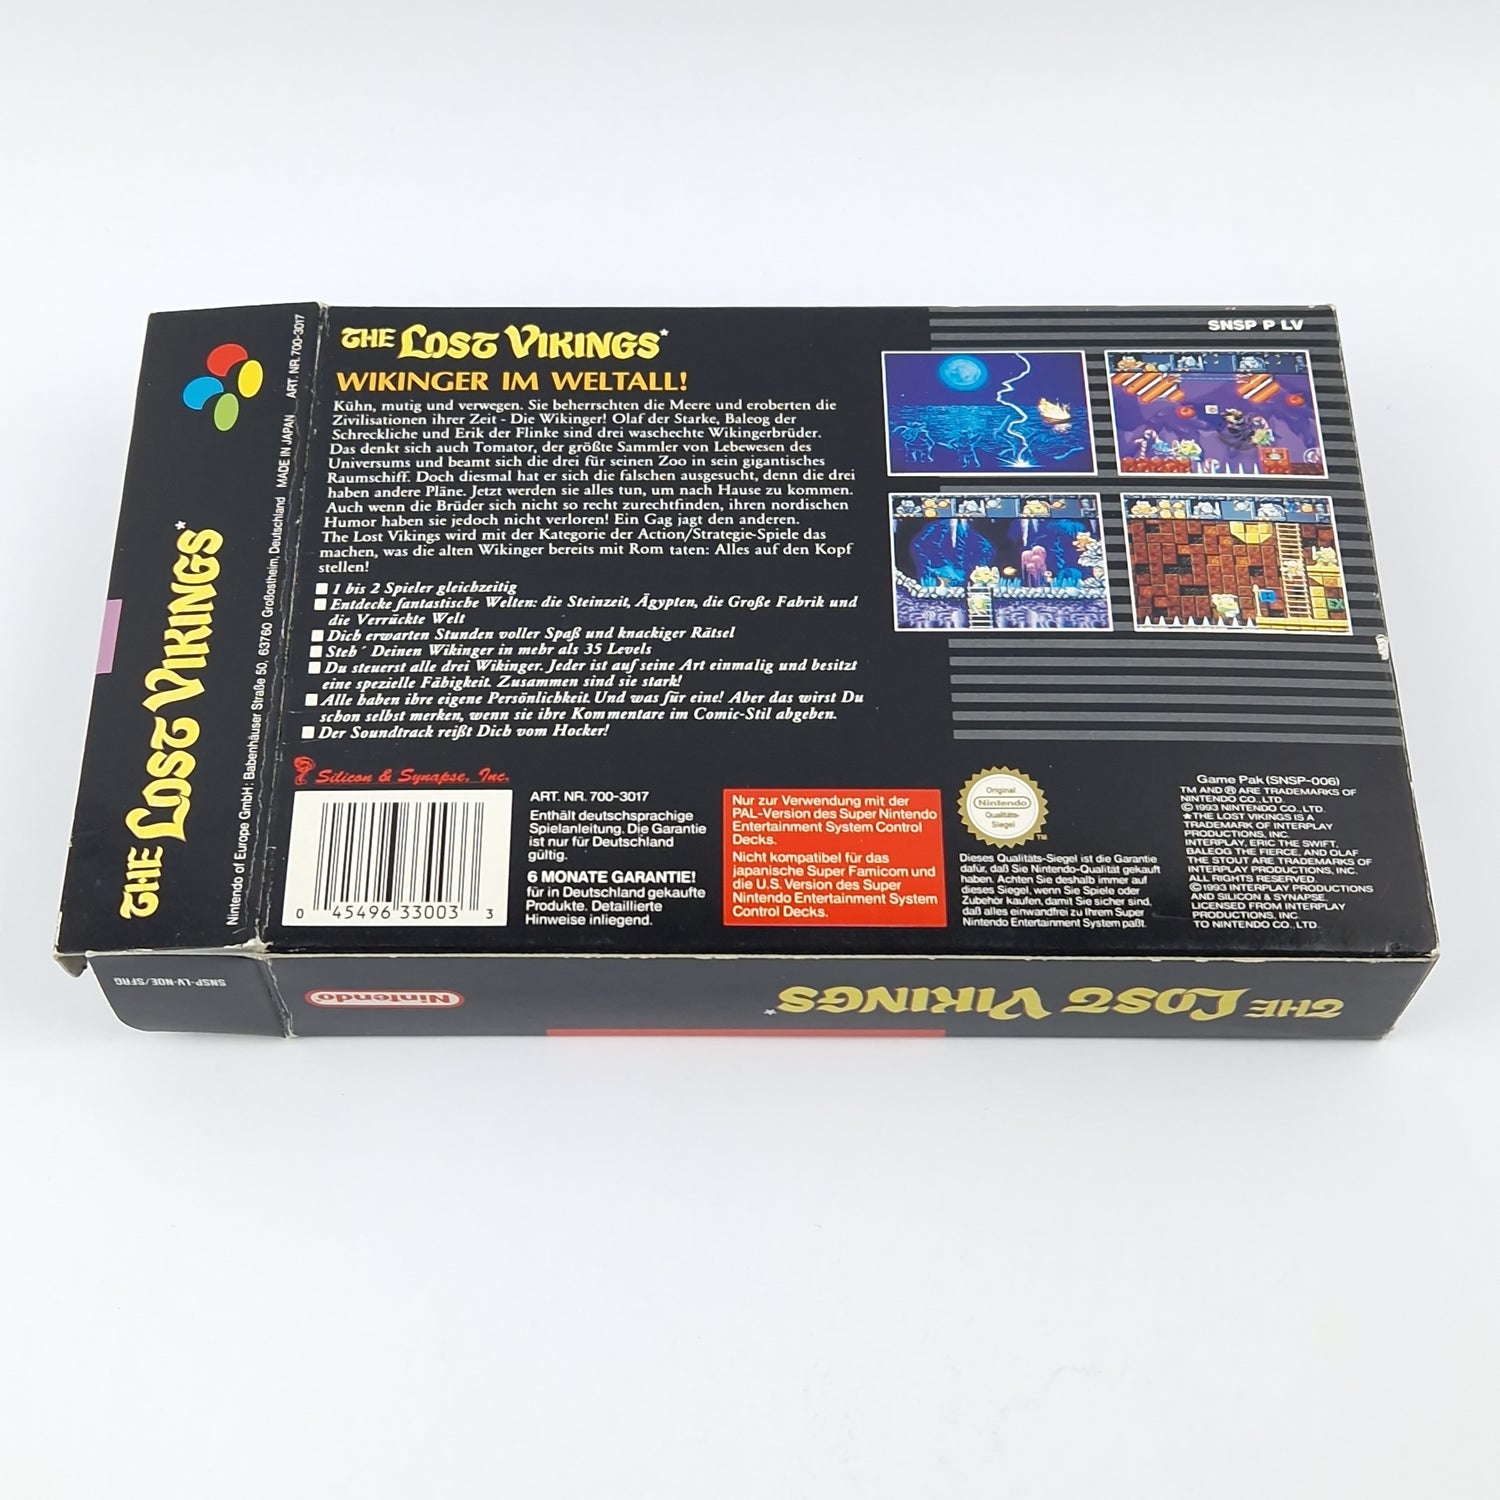 THE LOST VIKINGS*
WIKINGER IM WELTALL!
Kühn, mutig und verwegen. Sie beherrschten die Meere und eroberten die
Zivilisationen ihrer Zeit - Die Wikinger! Olaf der Starke, Baleog der
Schreckliche und Erik der Flinke sind drei waschechte Wikingerbrüder.
Das denkt sich auch Tomator, der größte Sammler von Lebewesen des
Universums und beamt sich die drei für seinen Zoo in sein gigantisches
Raumschiff. Doch diesmal hat er sich die falschen ausgesucht, denn die drei
haben andere Pläne. Jetzt werden sie alles tun, um nach Hause zu kommen.
Auch wenn die Brüder sich nicht so recht zurechtfinden, ihren nordischen
Humor haben sie jedoch nicht verloren! Ein Gag jagt den anderen.
The Lost Vikings wird mit der Kategorie der Action/Strategie-Spiele das
machen, was die alten Wikinger bereits mit Rom taten: Alles auf den Kopf
stellen!
1 bis 2 Spieler gleichzeitig
Entdecke fantastische Welten: die Steinzeit, Ägypten, die Große Fabrik und
die Verrückte Welt
Dich erwarten Stunden voller Spaß und knackiger Rätsel
Steh´ Deinen Wikinger in mehr als 35 Levels
Du steuerst alle drei Wikinger. Jeder ist auf seine Art einmalig und besitzt
eine spezielle Fähigkeit. Zusammen sind sie stark!
Alle haben ihre eigene Persönlichkeit. Und was für eine! Aber das wirst Du
schon selbst merken, wenn sie ihre Kommentare im Comic-Stil abgeben.
Der Soundtrack reißt Dich vom Hocker!
SNSP P LV
Silicon & Synapse, Inc.
0 45496 33003 3
ART. NR. 700-3017
Enthält deutschsprachige
Spielanleitung. Die Garantie
ist nur für Deutschland
gültig.
6 MONATE GARANTIE!
für in Deutschland gekaufte
Produkte. Detaillierte
Hinweise inliegend.
Nur zur Verwendung mit der
PAL-Version des Super Nintendo
Entertainment System Control
Decks.
Nicht kompatibel für das
japanische Super Famicom und
die U.S. Version des Super
Nintendo Entertainment System
Control Decks.
Original
Nintendo
Qualitäts-
Siegel
TM
Dieses Qualitäts-Siegel ist die Garantie
dafür, daß Sie Nintendo-Qualität gekauft
haben. Achten Sie deshalb immer auf
dieses Siegel, wenn Sie Spiele oder
Zubehör kaufen, damit Sie sicher sind,
daß alles einwandfrei zu Ihrem Super
Nintendo Entertainment System paßt.
Game Pak (SNSP-006)
TM AND ® ARE TRADEMARKS OF
NINTENDO CO., LTD.
© 1993 NINTENDO CO., LTD.
★THE LOST VIKINGS IS A
TRADEMARK OF INTERPLAY
PRODUCTIONS, INC.
INTERPLAY, ERIC THE SWIFT,
BALEOG THE FIERCE, AND OLAF
THE STOUT ARE TRADEMARKS OF
INTERPLAY PRODUCTIONS, INC.
ALL RIGHTS RESERVED.
© 1993 INTERPLAY PRODUCTIONS
AND SILICON & SYNAPSE.
LICENSED FROM INTERPLAY
PRODUCTIONS, INC.
TO NINTENDO CO., LTD.
THE LOST VIKINGS*
Nintendo of Europe GmbH: Babenhäuser Straße 50, 63760 Großostheim, Deutschland MADE IN JAPAN ART. NR. 700-3017
SNSP-LV-NOE/SFRG
Nintendo
THE LOST VIKINGS*